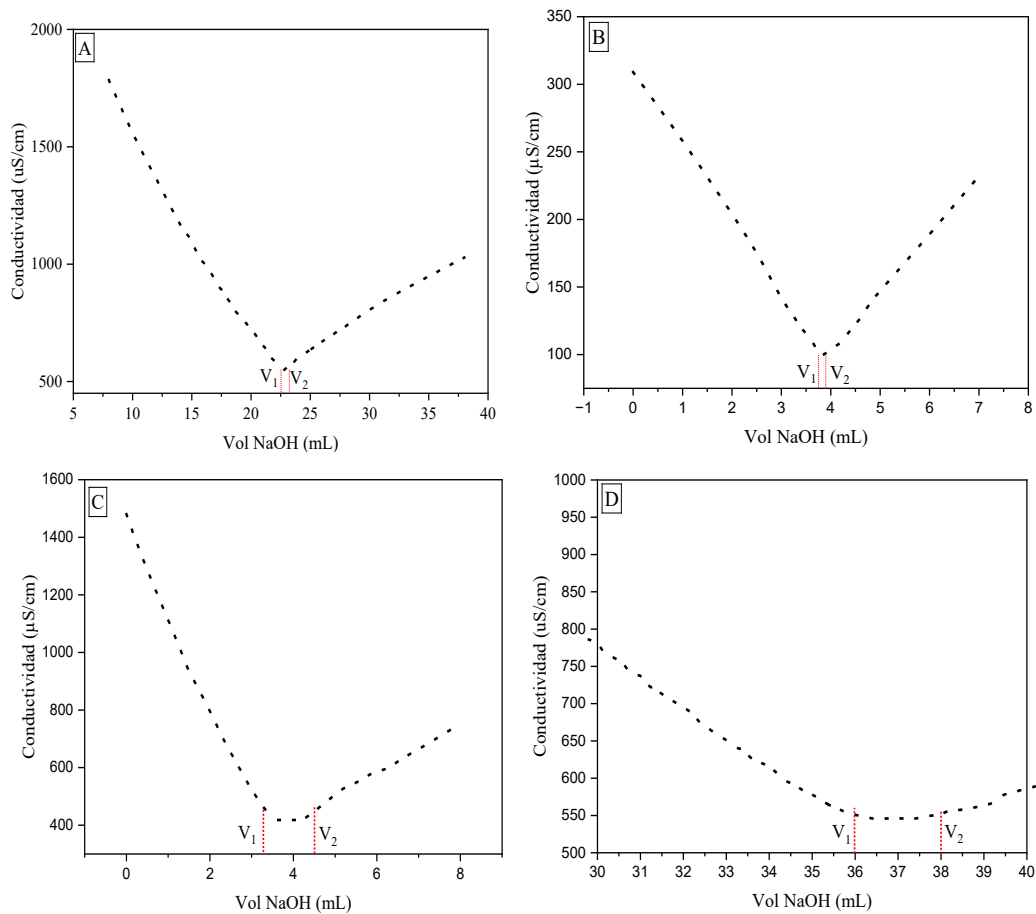 A
2000
1500
1000
500
Conductividad (uS/cm)
V1
V2
5 10 15 20 25 30 35 40
Vol NaOH (mL)
B
350
300
250
200
150
100
Conductividad (µS/cm)
V1
V2
−1 0 1 2 3 4 5 6 7 8
Vol NaOH (mL)
C
1600
1400
1200
1000
800
600
400
Conductividad (µS/cm)
V1
V2
0 2 4 6 8
Vol NaOH (mL)
D
1000
950
900
850
800
750
700
650
600
550
500
Conductividad (uS/cm)
V1
V2
30 31 32 33 34 35 36 37 38 39 40
Vol NaOH (mL)